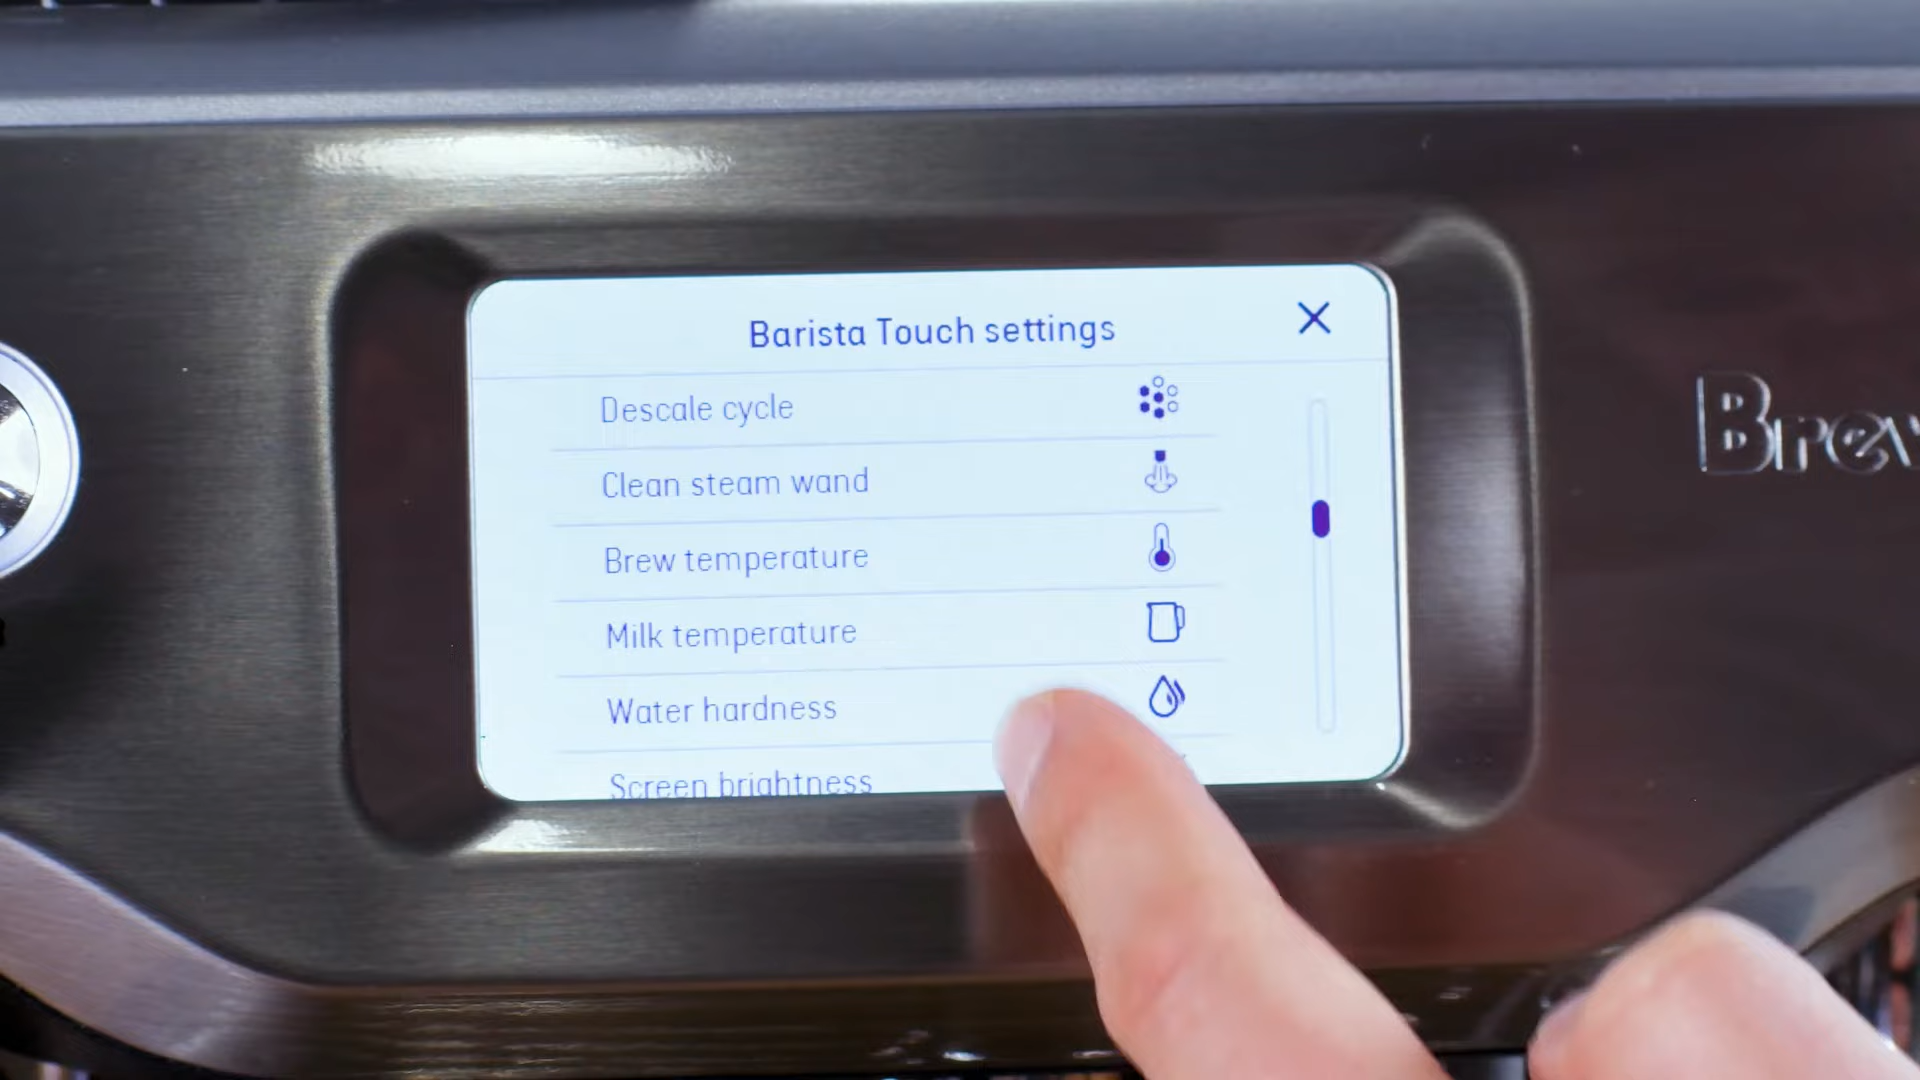 Barista Touch settings
Descale cycle
Clean steam wand
Brew temperature
Milk temperature
Water hardness
Screen brightness